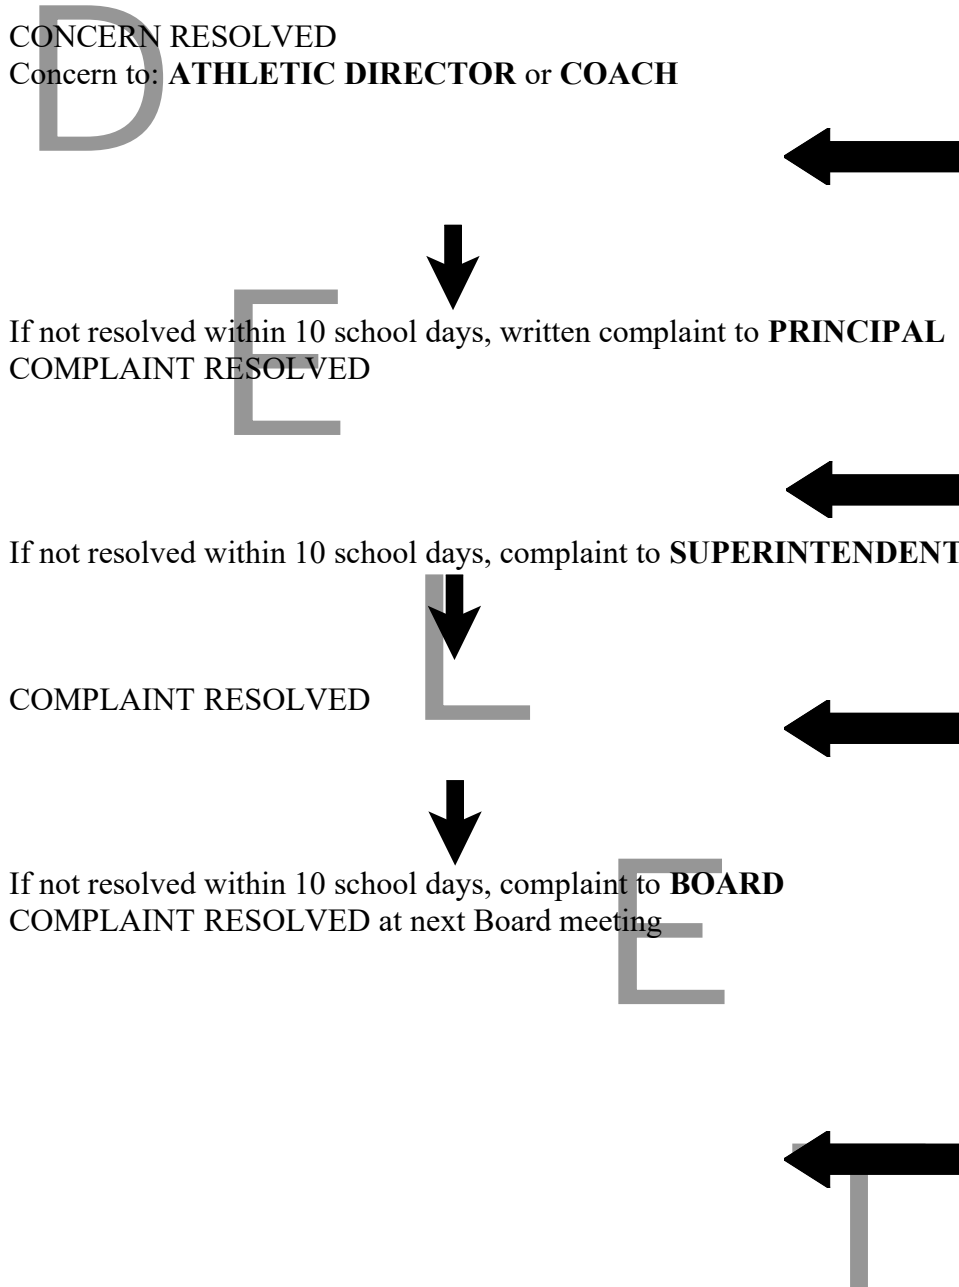 CONCERN RESOLVED
Concern to: ATHLETIC DIRECTOR or COACH
If not resolved within 10 school days, written complaint to PRINCIPAL
COMPLAINT RESOLVED
If not resolved within 10 school days, complaint to SUPERINTENDENT
COMPLAINT RESOLVED
If not resolved within 10 school days, complaint to BOARD
COMPLAINT RESOLVED at next Board meeting
D
E
L
E
T